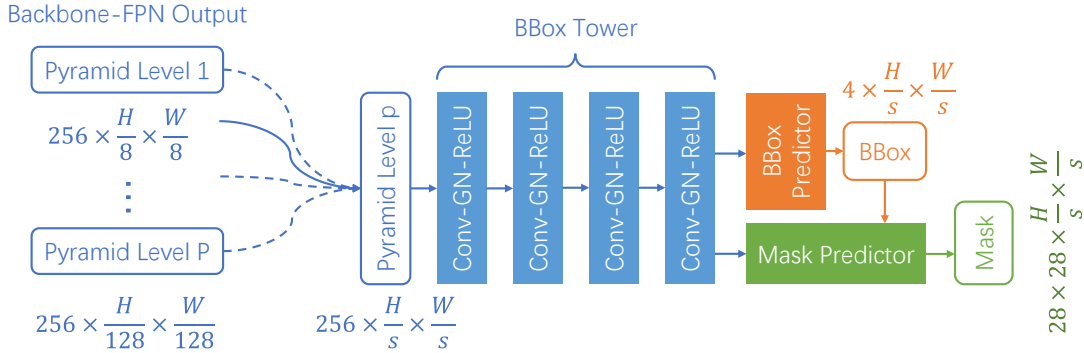 Backbone-FPN Output
BBox Tower
Pyramid Level 1
256 × H/8 × W/8
⋮
Pyramid Level P
256 × H/128 × W/128
Pyramid Level p
256 × H/s × W/s
Conv-GN-ReLU
Conv-GN-ReLU
Conv-GN-ReLU
Conv-GN-ReLU
BBox
Predictor
4 × H/s × W/s
BBox
Mask Predictor
Mask
28 × 28 × H/s × W/s